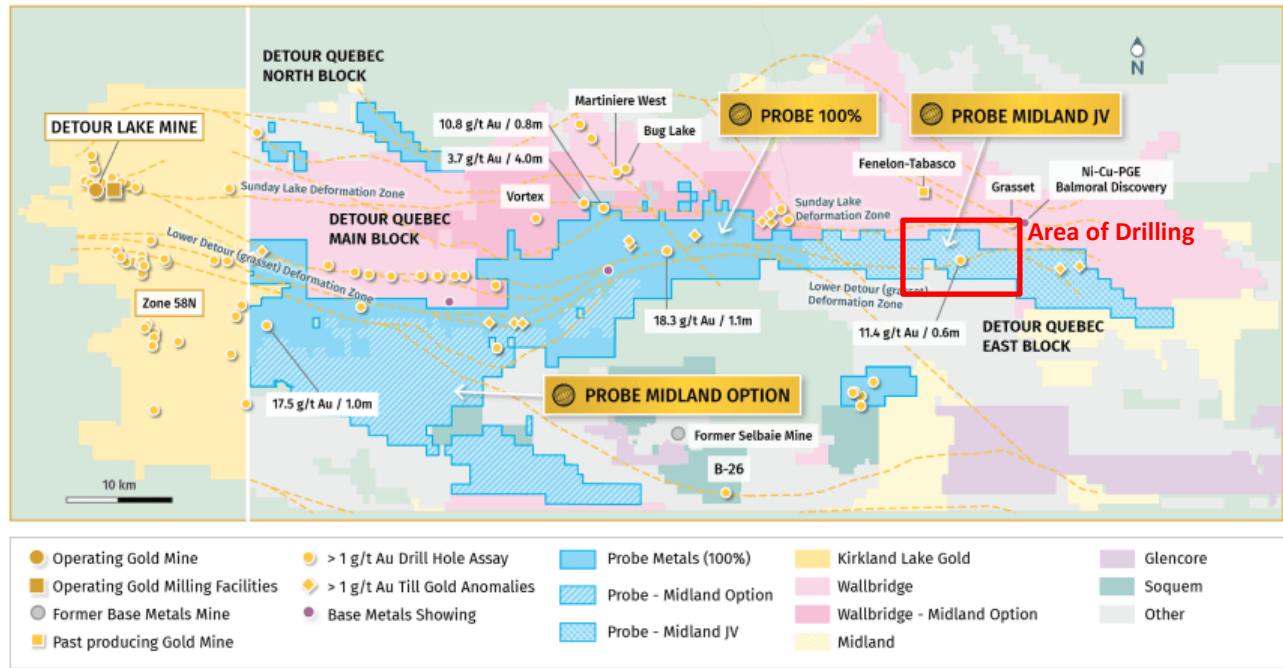 DETOUR QUEBEC
NORTH BLOCK
N
Martiniere West
PROBE 100%
PROBE MIDLAND JV
DETOUR LAKE MINE
10.8 g/t Au / 0.8m
Bug Lake
3.7 g/t Au / 4.0m
Fenelon-Tabasco
Ni-Cu-PGE
Balmoral Discovery
Grasset
Sunday Lake Deformation Zone
Vortex
Sunday Lake
Deformation Zone
DETOUR QUEBEC
MAIN BLOCK
Area of Drilling
Lower Detour (grasset) Deformation Zone
Zone 58N
Lower Detour (grasset)
Deformation Zone
18.3 g/t Au / 1.1m
11.4 g/t Au / 0.6m
DETOUR QUEBEC
EAST BLOCK
17.5 g/t Au / 1.0m
PROBE MIDLAND OPTION
Former Selbaie Mine
B-26
10 km
Operating Gold Mine
Operating Gold Milling Facilities
Former Base Metals Mine
Past producing Gold Mine
> 1 g/t Au Drill Hole Assay
> 1 g/t Au Till Gold Anomalies
Base Metals Showing
Probe Metals (100%)
Probe - Midland Option
Probe - Midland JV
Kirkland Lake Gold
Wallbridge
Wallbridge - Midland Option
Midland
Glencore
Soquem
Other